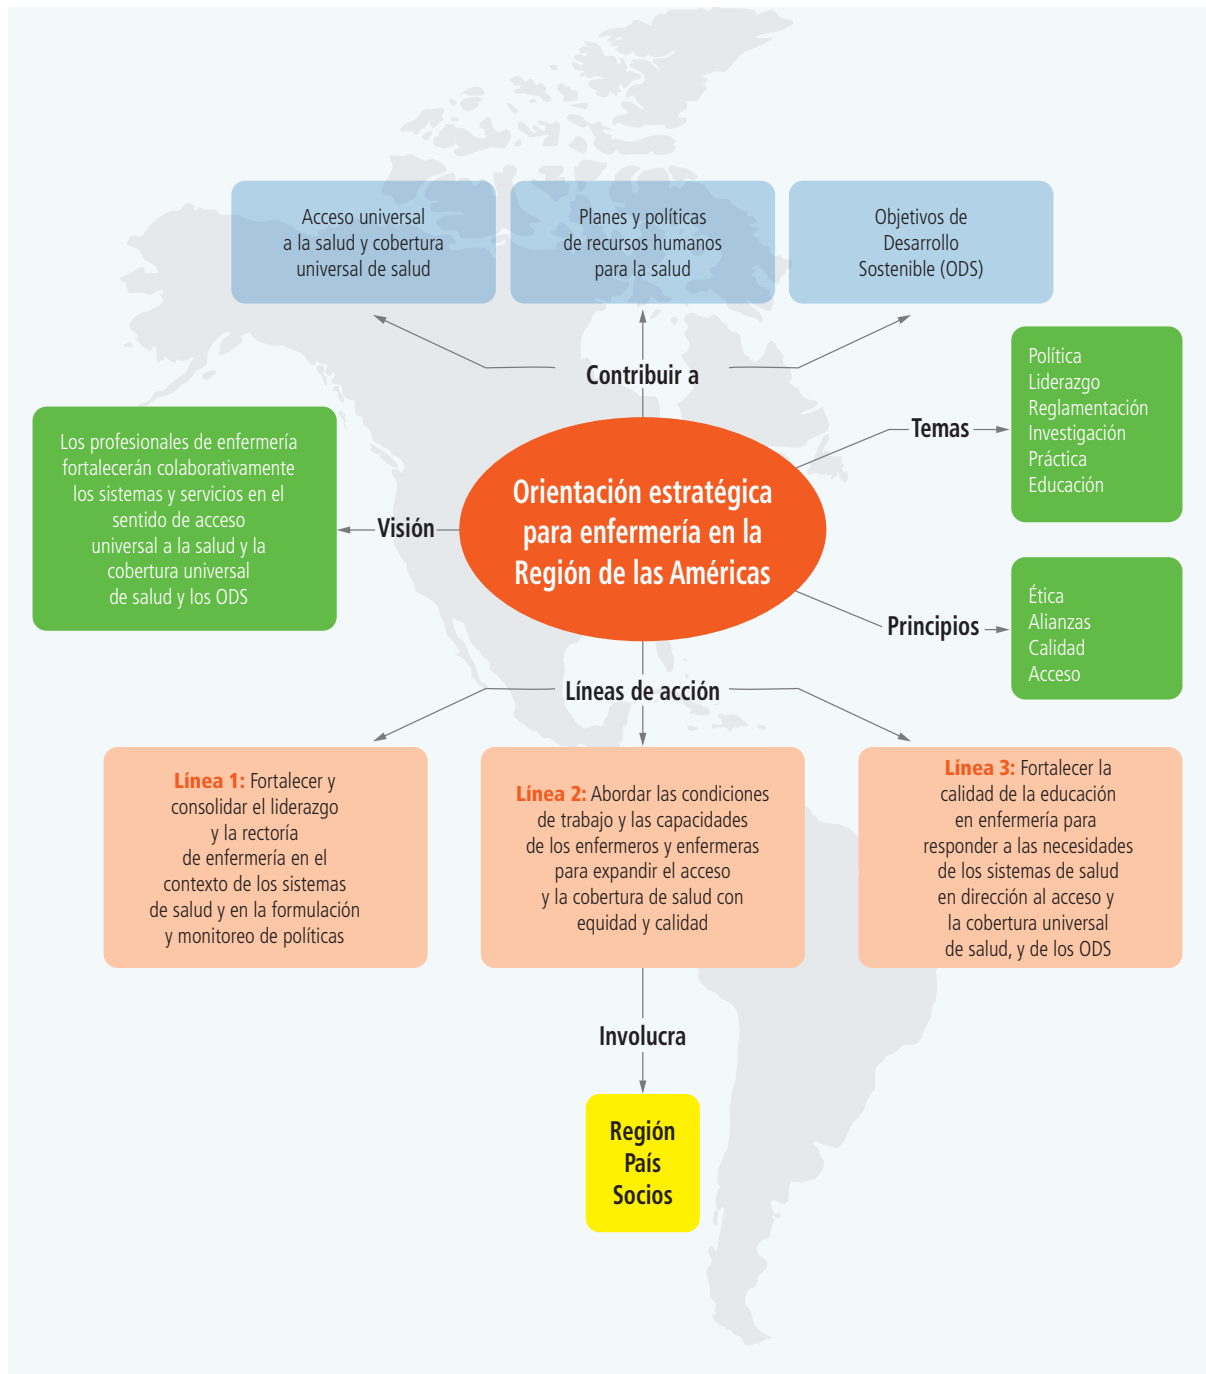 Acceso universal
a la salud y cobertura
universal de salud
Planes y políticas
de recursos humanos
para la salud
Objetivos de
Desarrollo
Sostenible (ODS)
Contribuir a
Política
Liderazgo
Reglamentación
Investigación
Práctica
Educación
Temas
Los profesionales de enfermería
fortalecerán colaborativamente
los sistemas y servicios en el
sentido de acceso
universal a la salud y la
cobertura universal
de salud y los ODS
Visión
Orientación estratégica
para enfermería en la
Región de las Américas
Principios
Ética
Alianzas
Calidad
Acceso
Líneas de acción
Línea 1: Fortalecer y
consolidar el liderazgo
y la rectoría
de enfermería en el
contexto de los sistemas
de salud y en la formulación
y monitoreo de políticas
Línea 2: Abordar las condiciones
de trabajo y las capacidades
de los enfermeros y enfermeras
para expandir el acceso
y la cobertura de salud con
equidad y calidad
Línea 3: Fortalecer la
calidad de la educación
en enfermería para
responder a las necesidades
de los sistemas de salud
en dirección al acceso y
la cobertura universal
de salud, y de los ODS
Involucra
Región
País
Socios